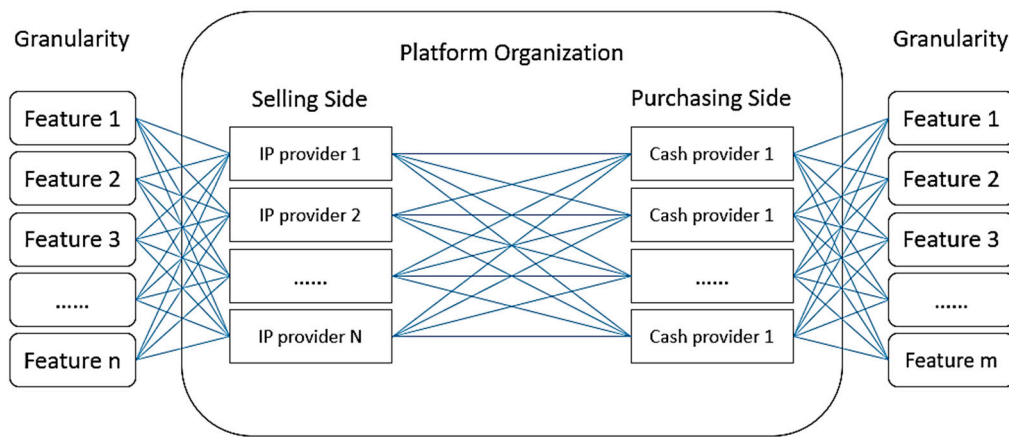 Granularity
Feature 1
Feature 2
Feature 3
......
Feature n
Platform Organization
Selling Side
IP provider 1
IP provider 2
......
IP provider N
Purchasing Side
Cash provider 1
Cash provider 1
......
Cash provider 1
Granularity
Feature 1
Feature 2
Feature 3
......
Feature m